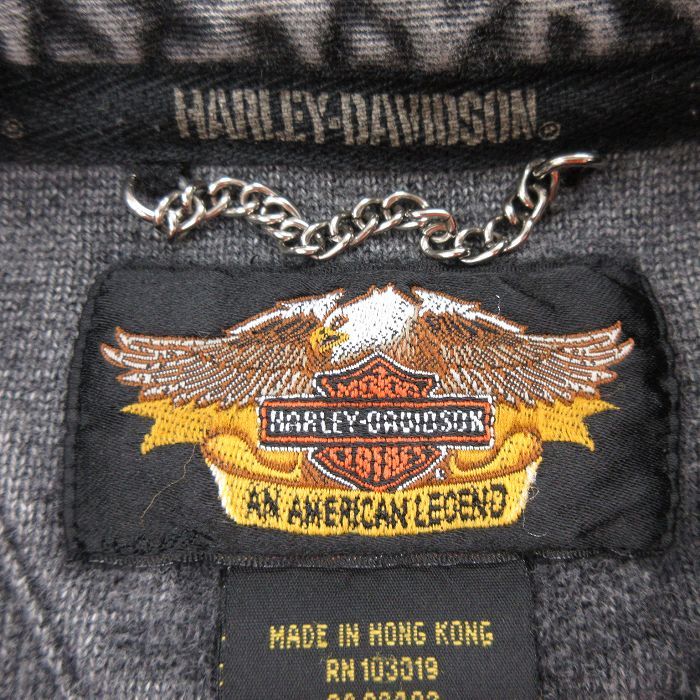 HARLEY-DAVIDSON®
MOTOR
HARLEY-DAVIDSON
CYCLES
AN AMERICAN LEGEND
MADE IN HONG KONG
RN 103019